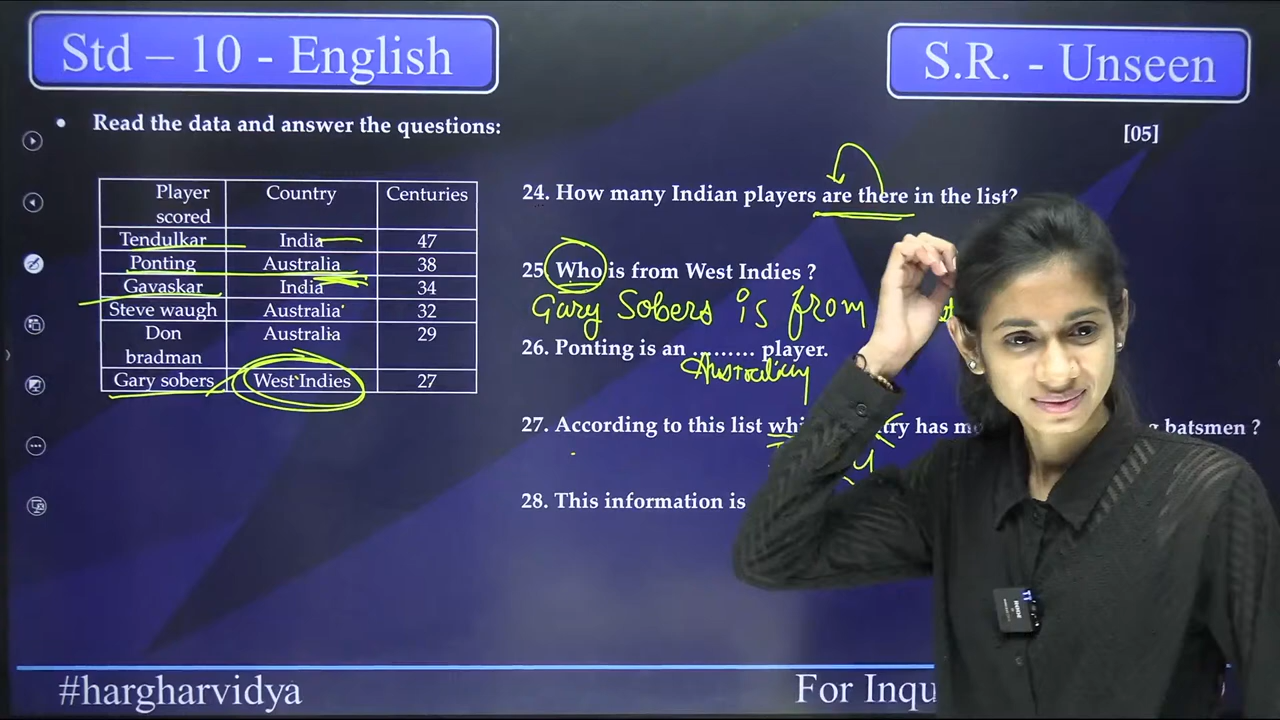 Std – 10 - English
S.R. - Unseen
• Read the data and answer the questions:
[05]
Player scored Country Centuries
Tendulkar India 47
Ponting Australia 38
Gavaskar India 34
Steve waugh Australia 32
Don bradman Australia 29
Gary sobers West Indies 27
24. How many Indian players are there in the list?
25. Who is from West Indies ?
Gary Sobers is from
26. Ponting is an ......... player.
27. According to this list has batsmen ?
28. This information is
#hargharvidya
For